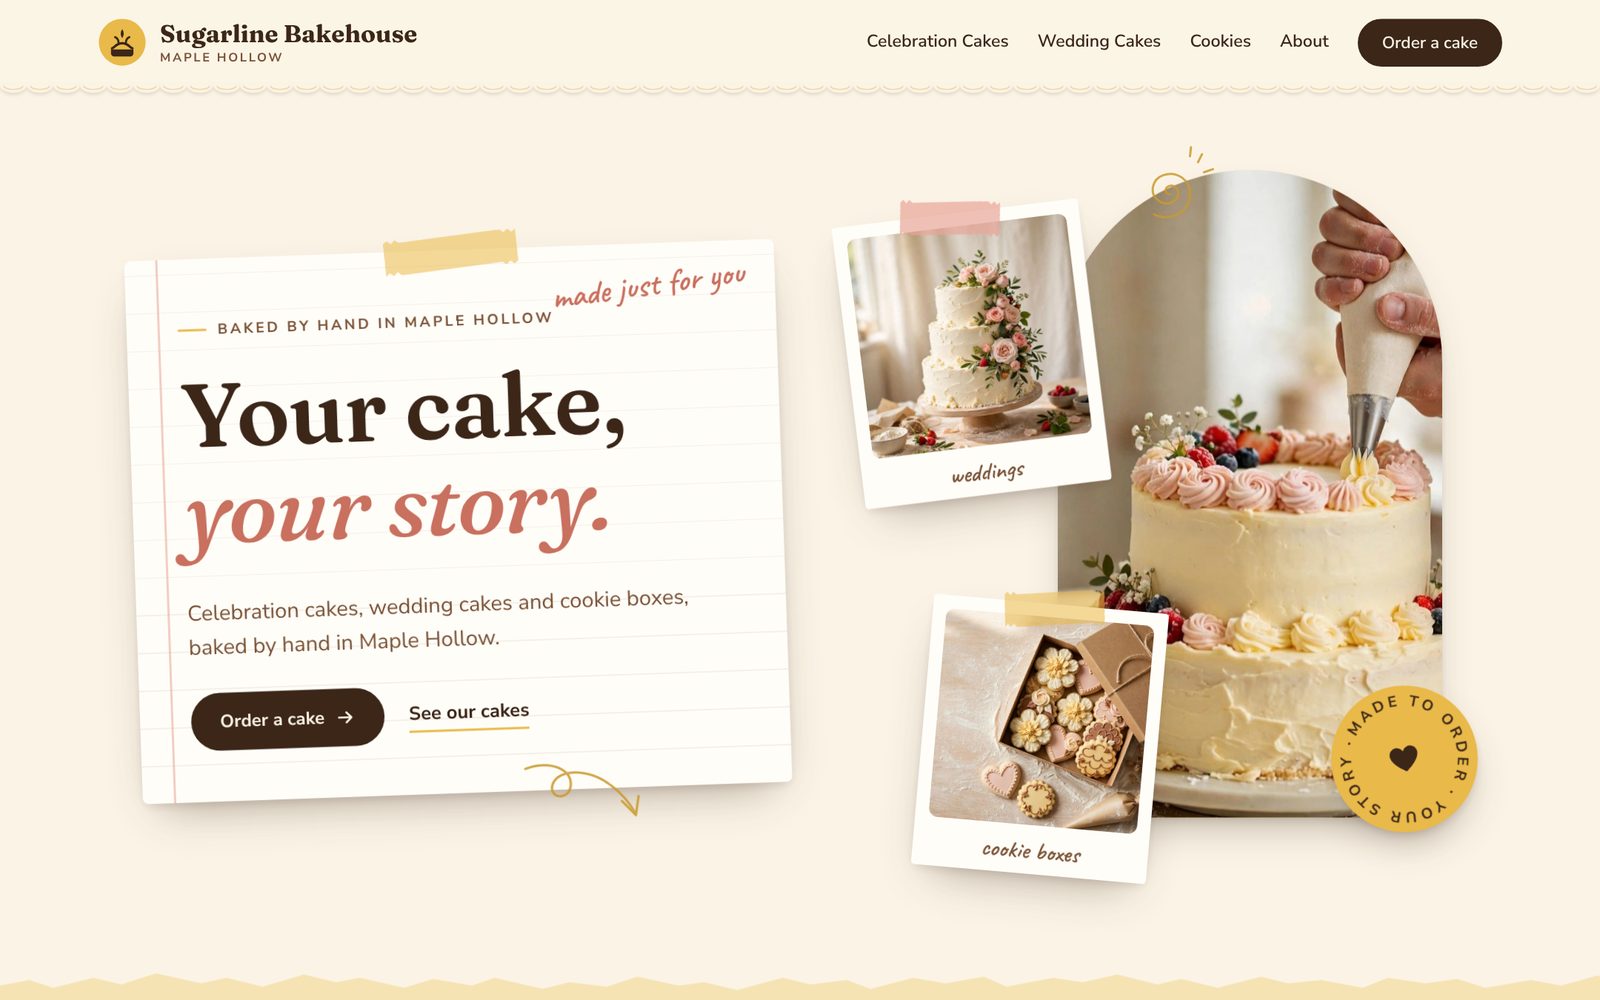 Sugarline Bakehouse
MAPLE HOLLOW
Celebration Cakes
Wedding Cakes
Cookies
About
Order a cake
made just for you
BAKED BY HAND IN MAPLE HOLLOW
Your cake,
your story.
Celebration cakes, wedding cakes and cookie boxes,
baked by hand in Maple Hollow.
Order a cake
See our cakes
weddings
cookie boxes
MADE TO ORDER · YOUR STORY ·